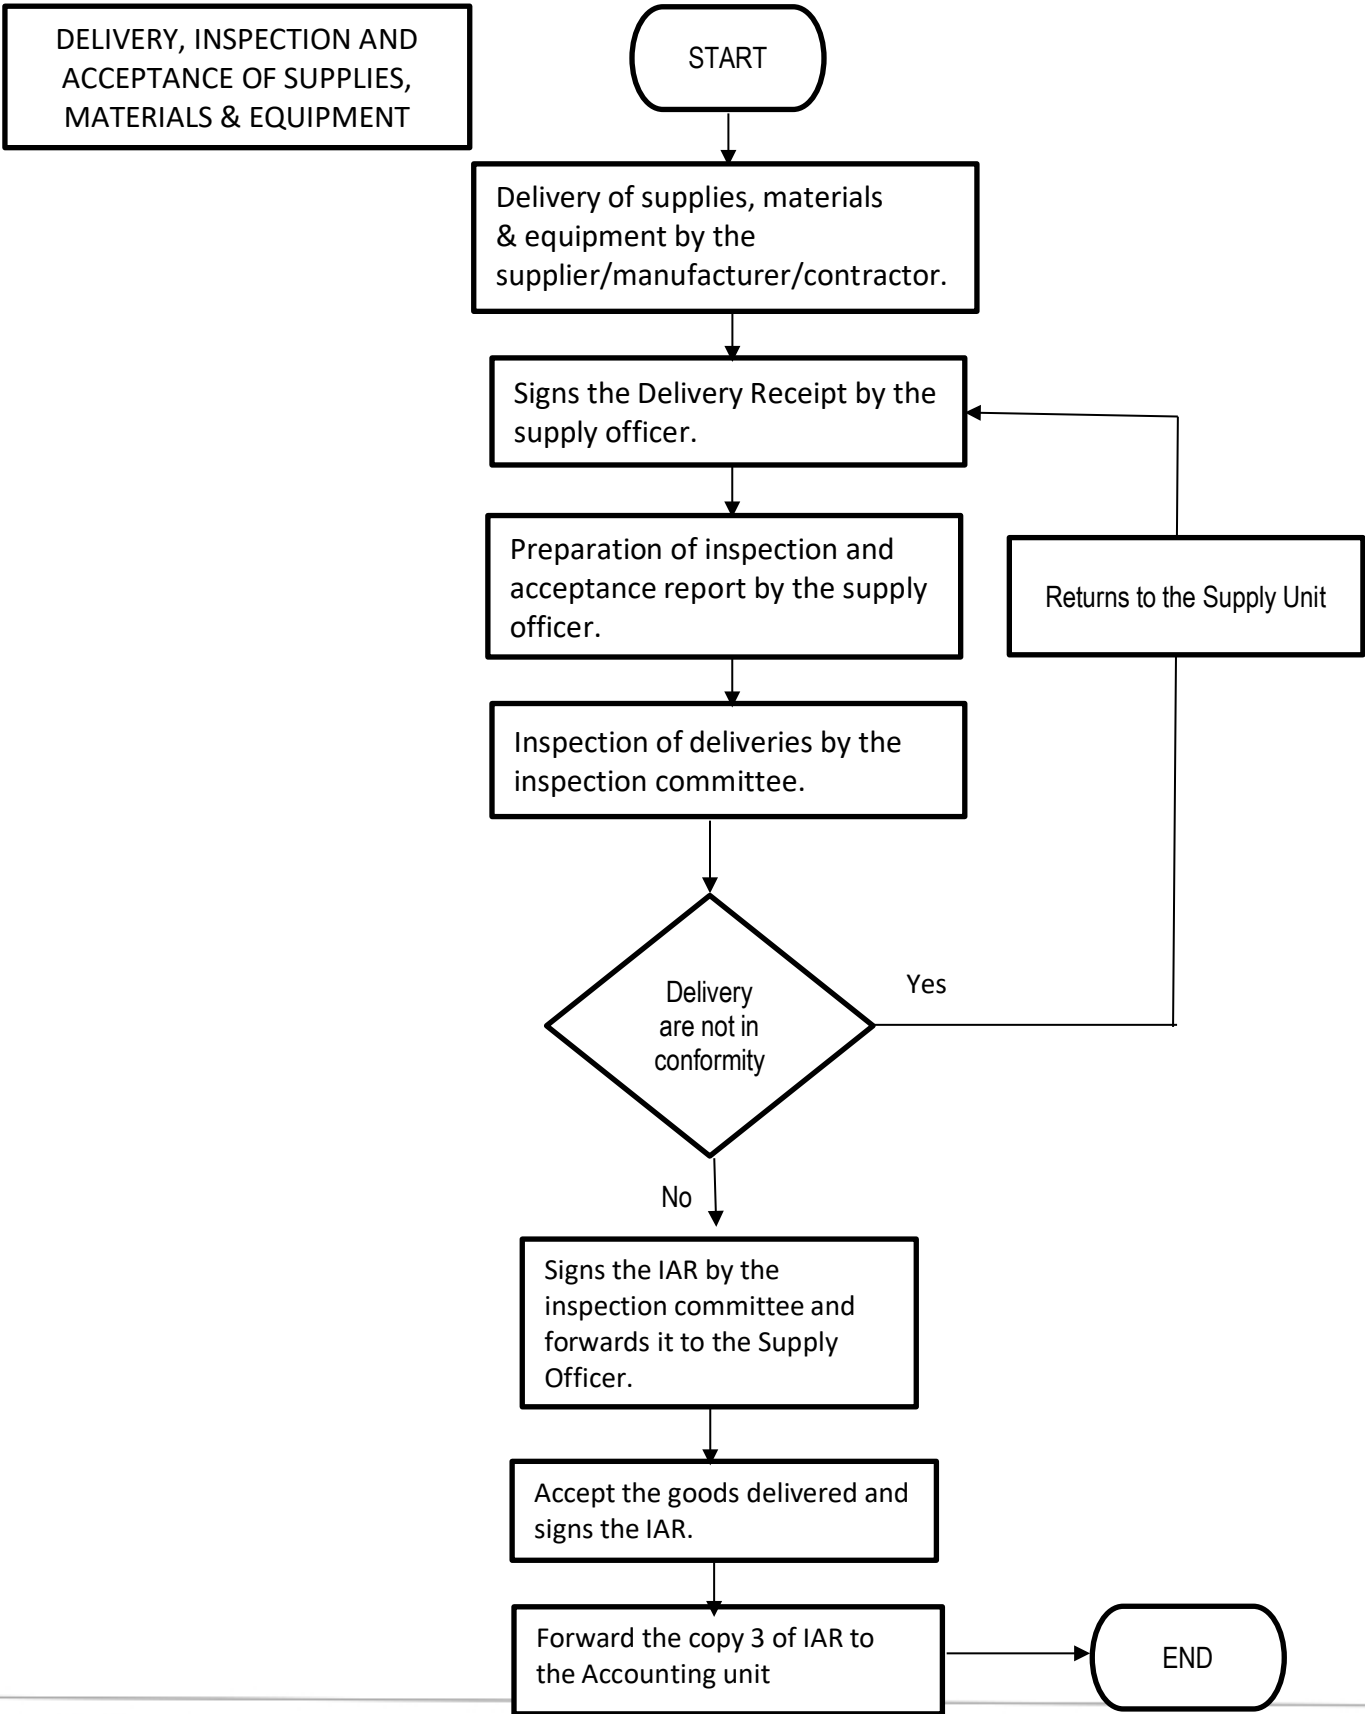 DELIVERY, INSPECTION AND
ACCEPTANCE OF SUPPLIES,
MATERIALS & EQUIPMENT
START
Delivery of supplies, materials
& equipment by the
supplier/manufacturer/contractor.
Signs the Delivery Receipt by the
supply officer.
Preparation of inspection and
acceptance report by the supply
officer.
Returns to the Supply Unit
Inspection of deliveries by the
inspection committee.
Delivery
are not in
conformity
Yes
No
Signs the IAR by the
inspection committee and
forwards it to the Supply
Officer.
Accept the goods delivered and
signs the IAR.
Forward the copy 3 of IAR to
the Accounting unit
END